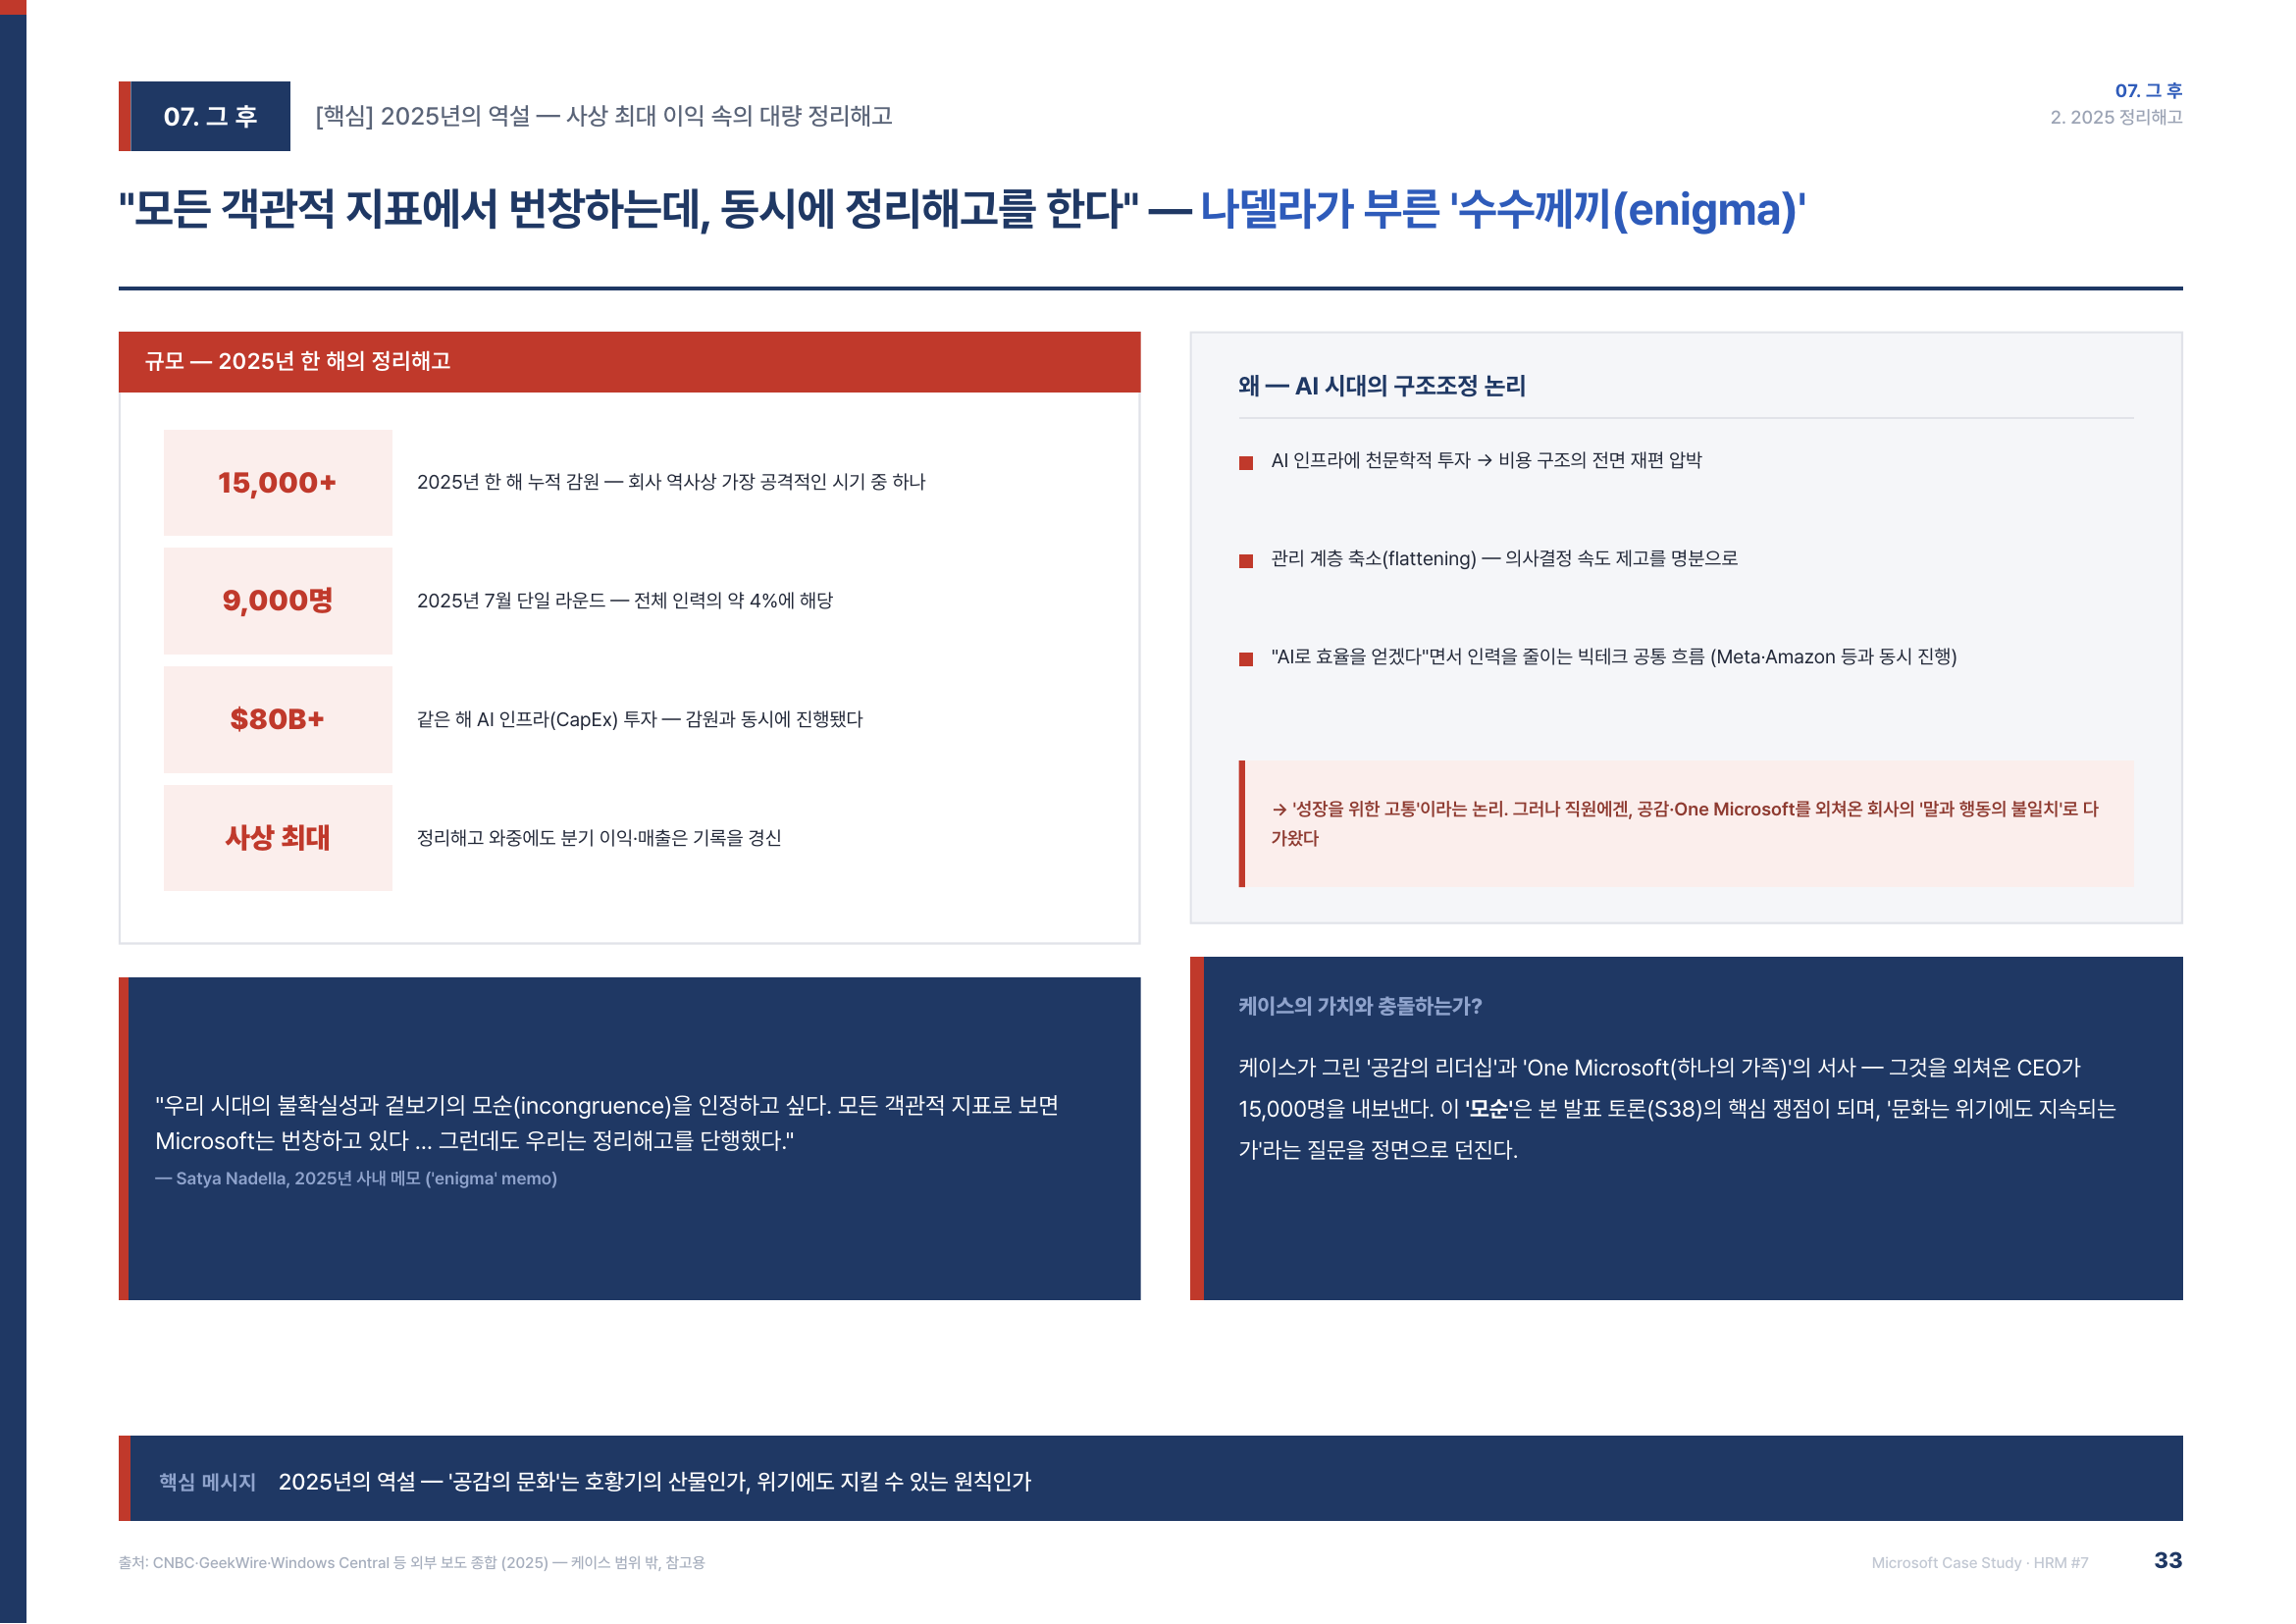 07. 그 후
[핵심] 2025년의 역설 — 사상 최대 이익 속의 대량 정리해고
07. 그 후
2. 2025 정리해고
"모든 객관적 지표에서 번창하는데, 동시에 정리해고를 한다" — 나델라가 부른 '수수께끼(enigma)'
규모 — 2025년 한 해의 정리해고
15,000+
2025년 한 해 누적 감원 — 회사 역사상 가장 공격적인 시기 중 하나
9,000명
2025년 7월 단일 라운드 — 전체 인력의 약 4%에 해당
$80B+
같은 해 AI 인프라(CapEx) 투자 — 감원과 동시에 진행됐다
사상 최대
정리해고 와중에도 분기 이익·매출은 기록을 경신
"우리 시대의 불확실성과 겉보기의 모순(incongruence)을 인정하고 싶다. 모든 객관적 지표로 보면
Microsoft는 번창하고 있다 ... 그런데도 우리는 정리해고를 단행했다."
— Satya Nadella, 2025년 사내 메모 ('enigma' memo)
왜 — AI 시대의 구조조정 논리
AI 인프라에 천문학적 투자 → 비용 구조의 전면 재편 압박
관리 계층 축소(flattening) — 의사결정 속도 제고를 명분으로
"AI로 효율을 얻겠다"면서 인력을 줄이는 빅테크 공통 흐름 (Meta·Amazon 등과 동시 진행)
→ '성장을 위한 고통'이라는 논리. 그러나 직원에겐, 공감·One Microsoft를 외쳐온 회사의 '말과 행동의 불일치'로 다
가왔다
케이스의 가치와 충돌하는가?
케이스가 그린 '공감의 리더십'과 'One Microsoft(하나의 가족)'의 서사 — 그것을 외쳐온 CEO가
15,000명을 내보낸다. 이 '모순'은 본 발표 토론(S38)의 핵심 쟁점이 되며, '문화는 위기에도 지속되는
가'라는 질문을 정면으로 던진다.
핵심 메시지 2025년의 역설 — '공감의 문화'는 호황기의 산물인가, 위기에도 지킬 수 있는 원칙인가
출처: CNBC·GeekWire·Windows Central 등 외부 보도 종합 (2025) — 케이스 범위 밖, 참고용
Microsoft Case Study · HRM #7
33